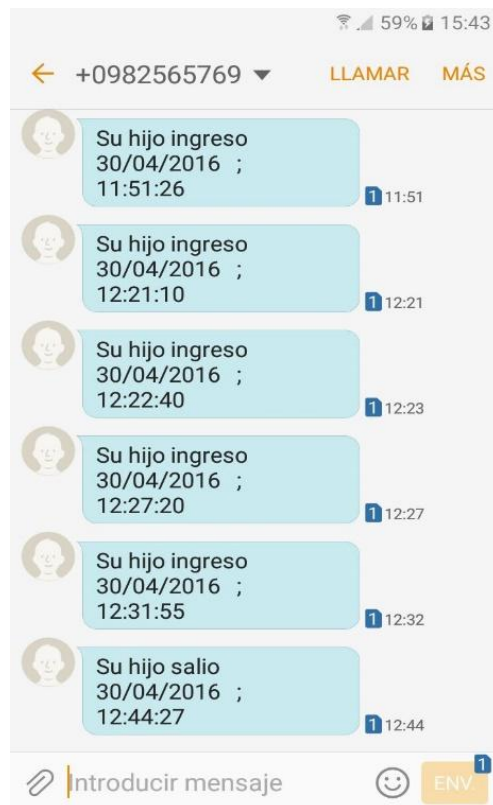 59% 15:43
+0982565769 LLAMAR MÁS
Su hijo ingreso
30/04/2016 ;
11:51:26
1 11:51
Su hijo ingreso
30/04/2016 ;
12:21:10
1 12:21
Su hijo ingreso
30/04/2016 ;
12:22:40
1 12:23
Su hijo ingreso
30/04/2016 ;
12:27:20
1 12:27
Su hijo ingreso
30/04/2016 ;
12:31:55
1 12:32
Su hijo salio
30/04/2016 ;
12:44:27
1 12:44
Introducir mensaje ENV. 1